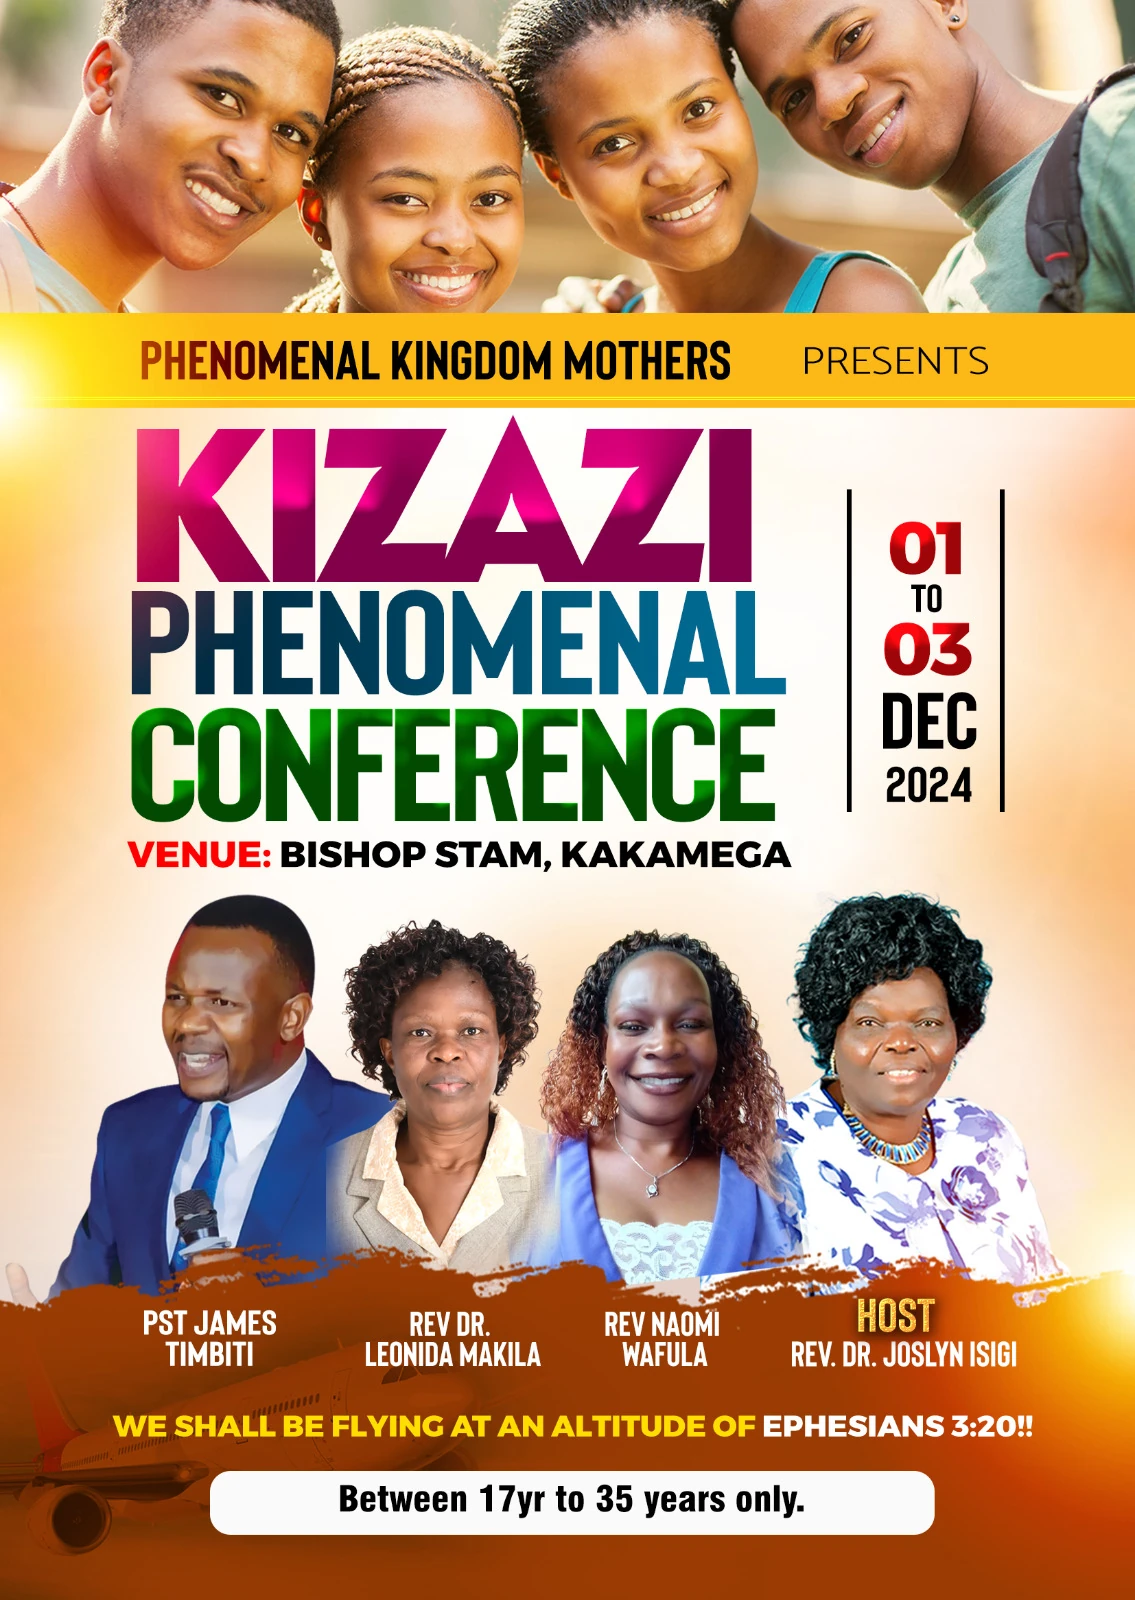 PHENOMENAL KINGDOM MOTHERS PRESENTS
KIZAZI
PHENOMENAL
CONFERENCE
01
TO
03
DEC
2024
VENUE: BISHOP STAM, KAKAMEGA
PST JAMES
TIMBITI
REV DR.
LEONIDA MAKILA
REV NAOMI
WAFULA
HOST
REV. DR. JOSLYN ISIGI
WE SHALL BE FLYING AT AN ALTITUDE OF EPHESIANS 3:20!!
Between 17yr to 35 years only.